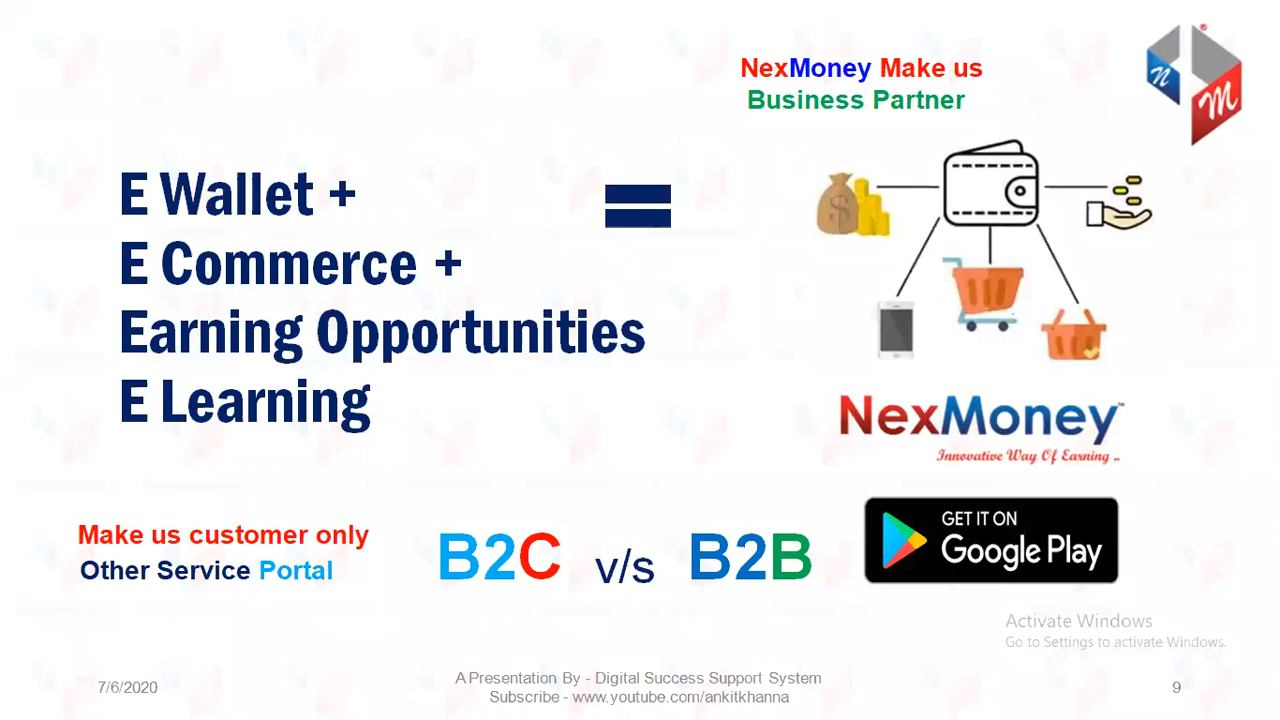 NexMoney Make us
Business Partner
n
m
E Wallet +
E Commerce +
Earning Opportunities
E Learning
=
$
NexMoney™
Innovative Way Of Earning ..
Make us customer only
Other Service Portal
B2C v/s B2B
GET IT ON
Google Play
Activate Windows
Go to Settings to activate Windows.
7/6/2020
A Presentation By - Digital Success Support System
Subscribe - www.youtube.com/ankitkhanna
9